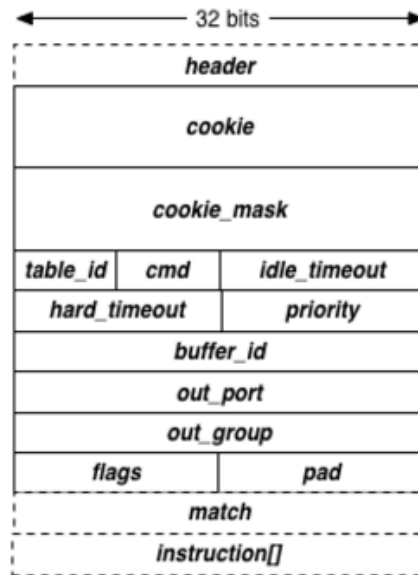 32 bits
header
cookie
cookie_mask
table_id cmd idle_timeout
hard_timeout priority
buffer_id
out_port
out_group
flags pad
match
instruction[]